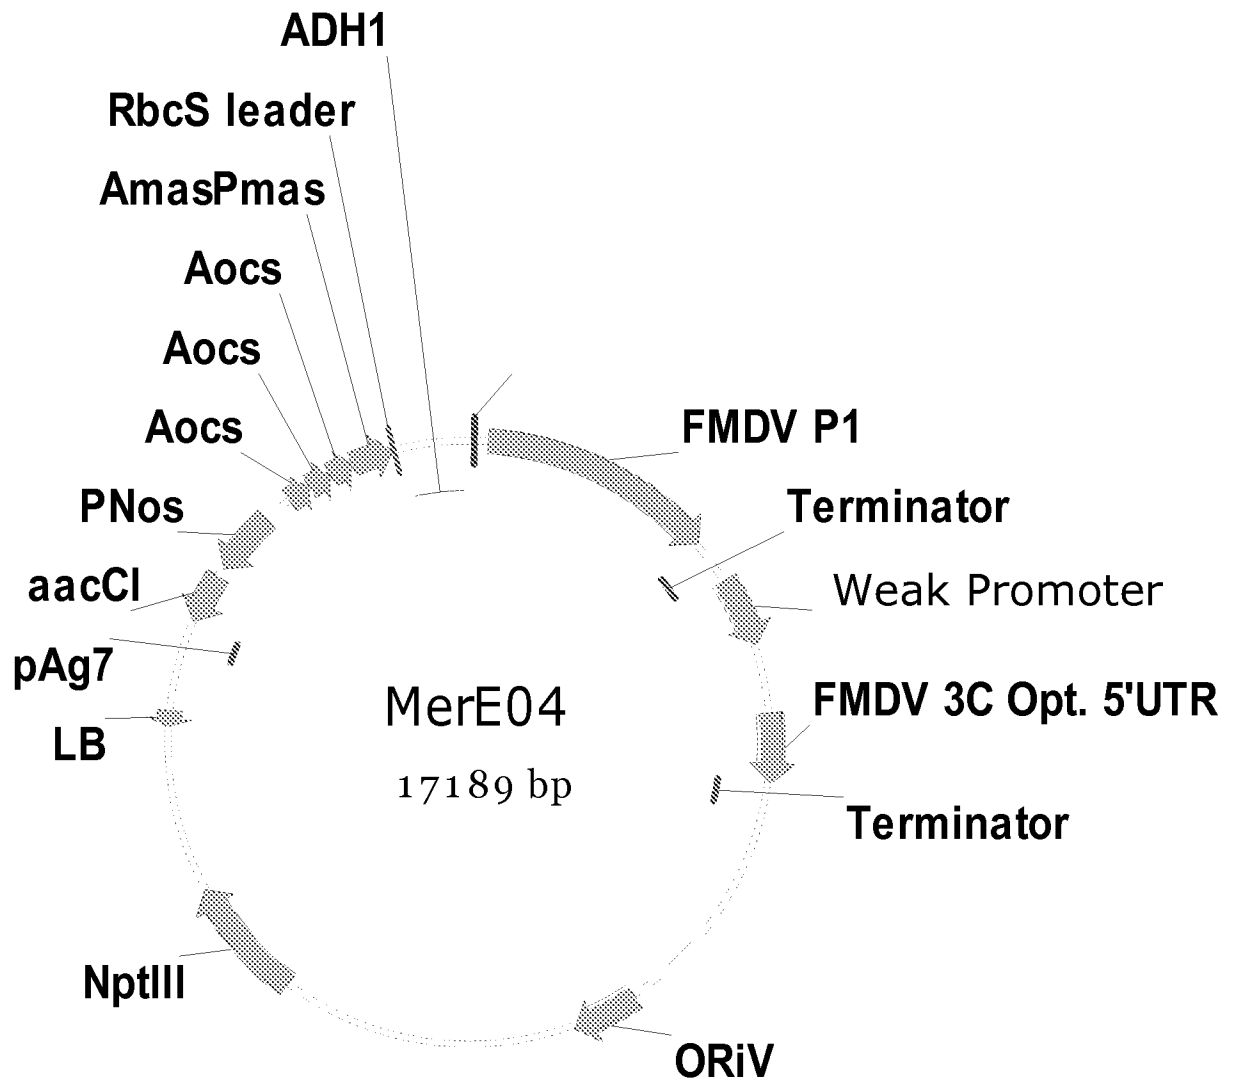 ADH1
RbcS leader
AmasPmas
Aocs
Aocs
Aocs
PNos
aacCI
pAg7
LB
FMDV P1
Terminator
Weak Promoter
FMDV 3C Opt. 5'UTR
Terminator
MerE04
17189 bp
NptIII
ORiV